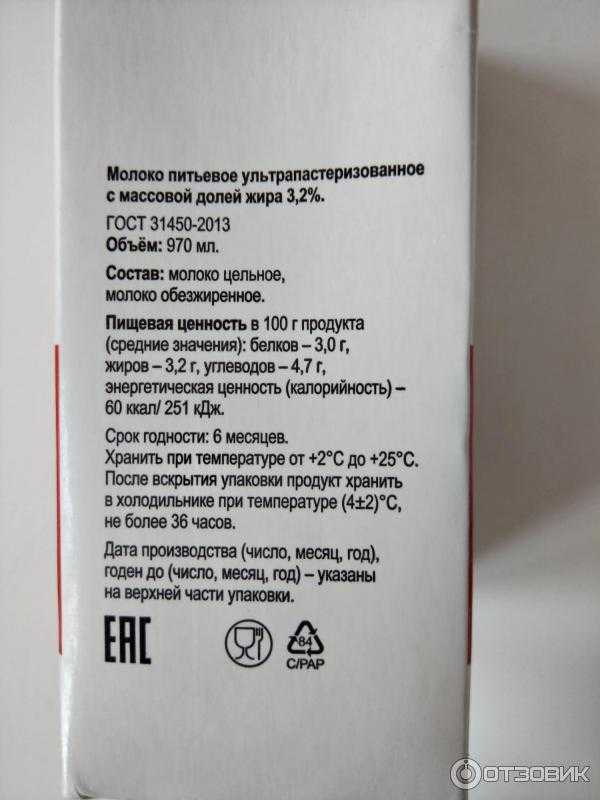 Молоко питьевое ультрапастеризованное
с массовой долей жира 3,2%.
ГОСТ 31450-2013
Объём: 970 мл.
Состав: молоко цельное,
молоко обезжиренное.
Пищевая ценность в 100 г продукта
(средние значения): белков – 3,0 г,
жиров – 3,2 г, углеводов – 4,7 г,
энергетическая ценность (калорийность) –
60 ккал/ 251 кДж.
Срок годности: 6 месяцев.
Хранить при температуре от +2°С до +25°С.
После вскрытия упаковки продукт хранить
в холодильнике при температуре (4±2)°С,
не более 36 часов.
Дата производства (число, месяц, год),
годен до (число, месяц, год) – указаны
на верхней части упаковки.
EAC
84
C/PAP
ОТЗОВИК